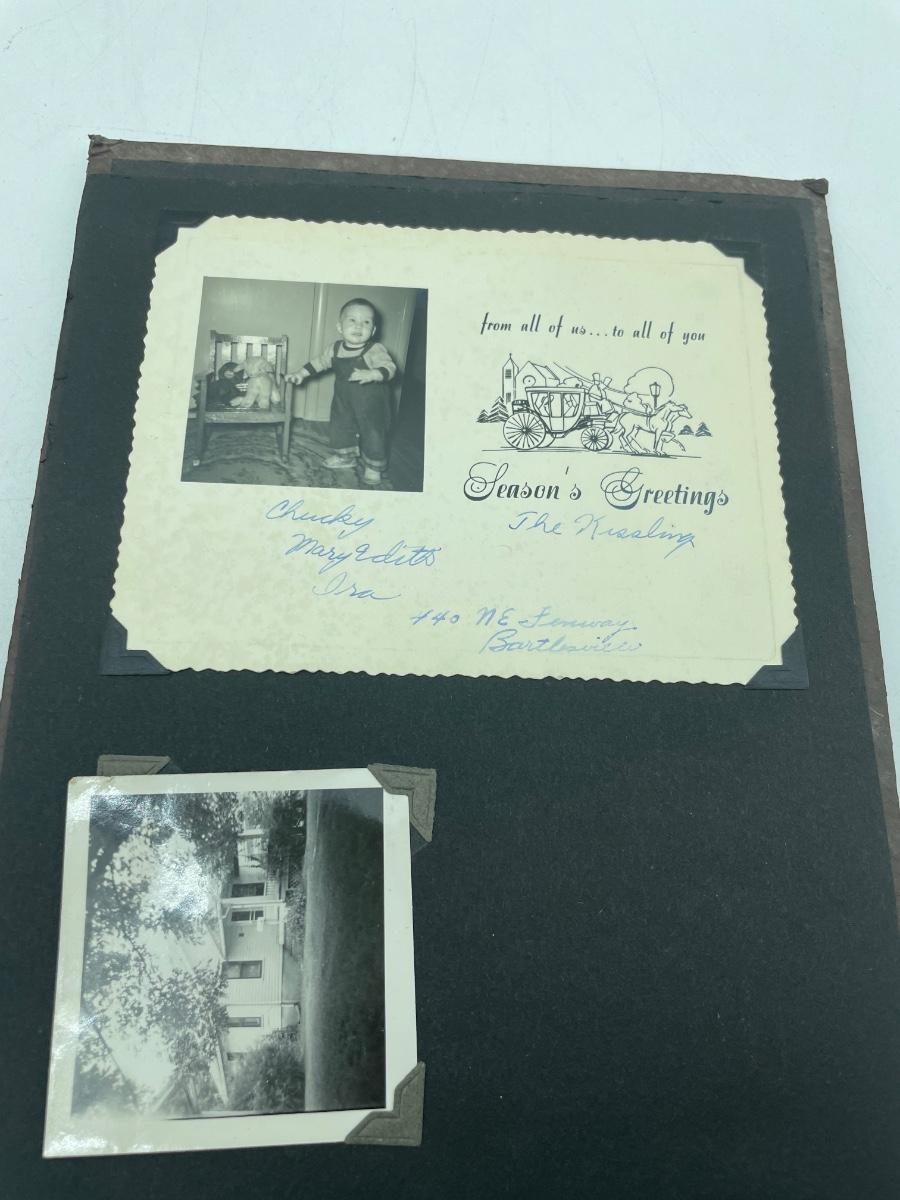 from all of us...to all of you
Season's Greetings
The Kissling
Chucky
Mary Edith
Ira
440 NE Fenway
Bartlesville